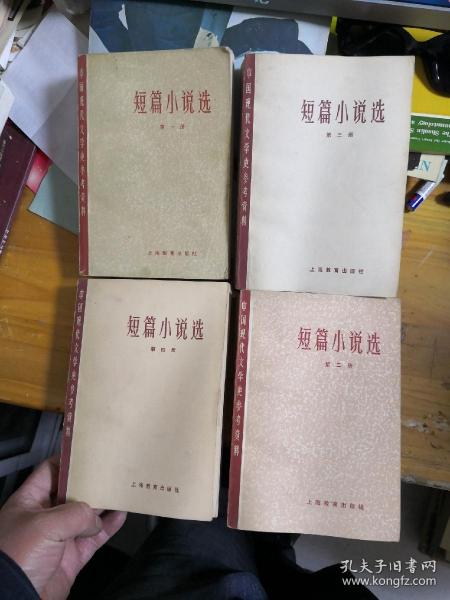 中国现代文学史参考资料
短篇小说选
第一册
上海教育出版社
中国现代文学史参考资料
短篇小说选
第三册
上海教育出版社
中国现代文学史参考资料
短篇小说选
第四册
上海教育出版社
中国现代文学史参考资料
短篇小说选
第二册
上海教育出版社
孔夫子旧书网
www.kongfz.com